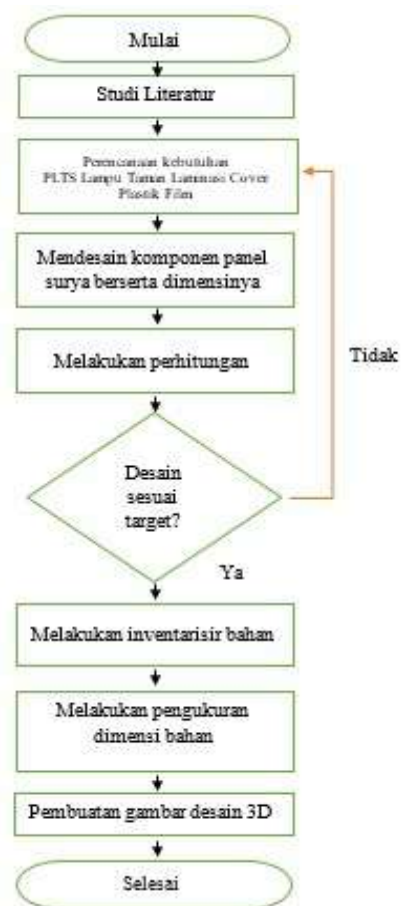 Mulai
Studi Literatur
Perencanaan kebutuhan
PLTS Lampu Taman Laminasi Cover
Plastik Film
Mendesain komponen panel
surya berserta dimensinya
Melakukan perhitungan
Tidak
Desain
sesuai
target?
Ya
Melakukan inventarisir bahan
Melakukan pengukuran
dimensi bahan
Pembuatan gambar desain 3D
Selesai